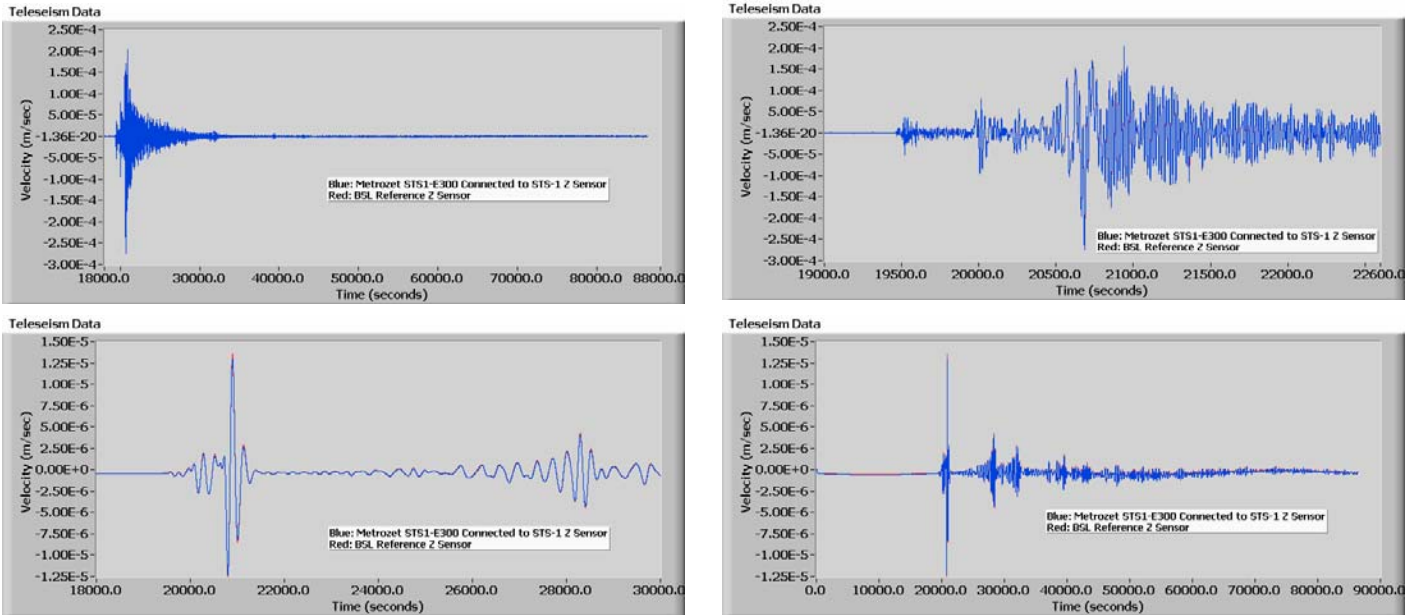 Teleseism Data
2.50E-4
2.00E-4
1.50E-4
1.00E-4
5.00E-5
-1.36E-20
-5.00E-5
-1.00E-4
-1.50E-4
-2.00E-4
-2.50E-4
-3.00E-4
Velocity (m/sec)
Blue: Metrozet STS1-E300 Connected to STS-1 Z Sensor
Red: BSL Reference Z Sensor
18000.0 30000.0 40000.0 50000.0 60000.0 70000.0 80000.0 88000.0
Time (seconds)
Teleseism Data
2.50E-4
2.00E-4
1.50E-4
1.00E-4
5.00E-5
-1.36E-20
-5.00E-5
-1.00E-4
-1.50E-4
-2.00E-4
-2.50E-4
-3.00E-4
Velocity (m/sec)
Blue: Metrozet STS1-E300 Connected to STS-1 Z Sensor
Red: BSL Reference Z Sensor
19000.0 19500.0 20000.0 20500.0 21000.0 21500.0 22000.0 22600.0
Time (seconds)
Teleseism Data
1.50E-5
1.25E-5
1.00E-5
7.50E-6
5.00E-6
2.50E-6
0.00E+0
-2.50E-6
-5.00E-6
-7.50E-6
-1.00E-5
-1.25E-5
Velocity (m/sec)
Blue: Metrozet STS1-E300 Connected to STS-1 Z Sensor
Red: BSL Reference Z Sensor
18000.0 20000.0 22000.0 24000.0 26000.0 28000.0 30000.0
Time (seconds)
Teleseism Data
1.50E-5
1.25E-5
1.00E-5
7.50E-6
5.00E-6
2.50E-6
0.00E+0
-2.50E-6
-5.00E-6
-7.50E-6
-1.00E-5
-1.25E-5
Velocity (m/sec)
Blue: Metrozet STS1-E300 Connected to STS-1 Z Sensor
Red: BSL Reference Z Sensor
0.0 10000.0 20000.0 30000.0 40000.0 50000.0 60000.0 70000.0 80000.0 90000.0
Time (seconds)